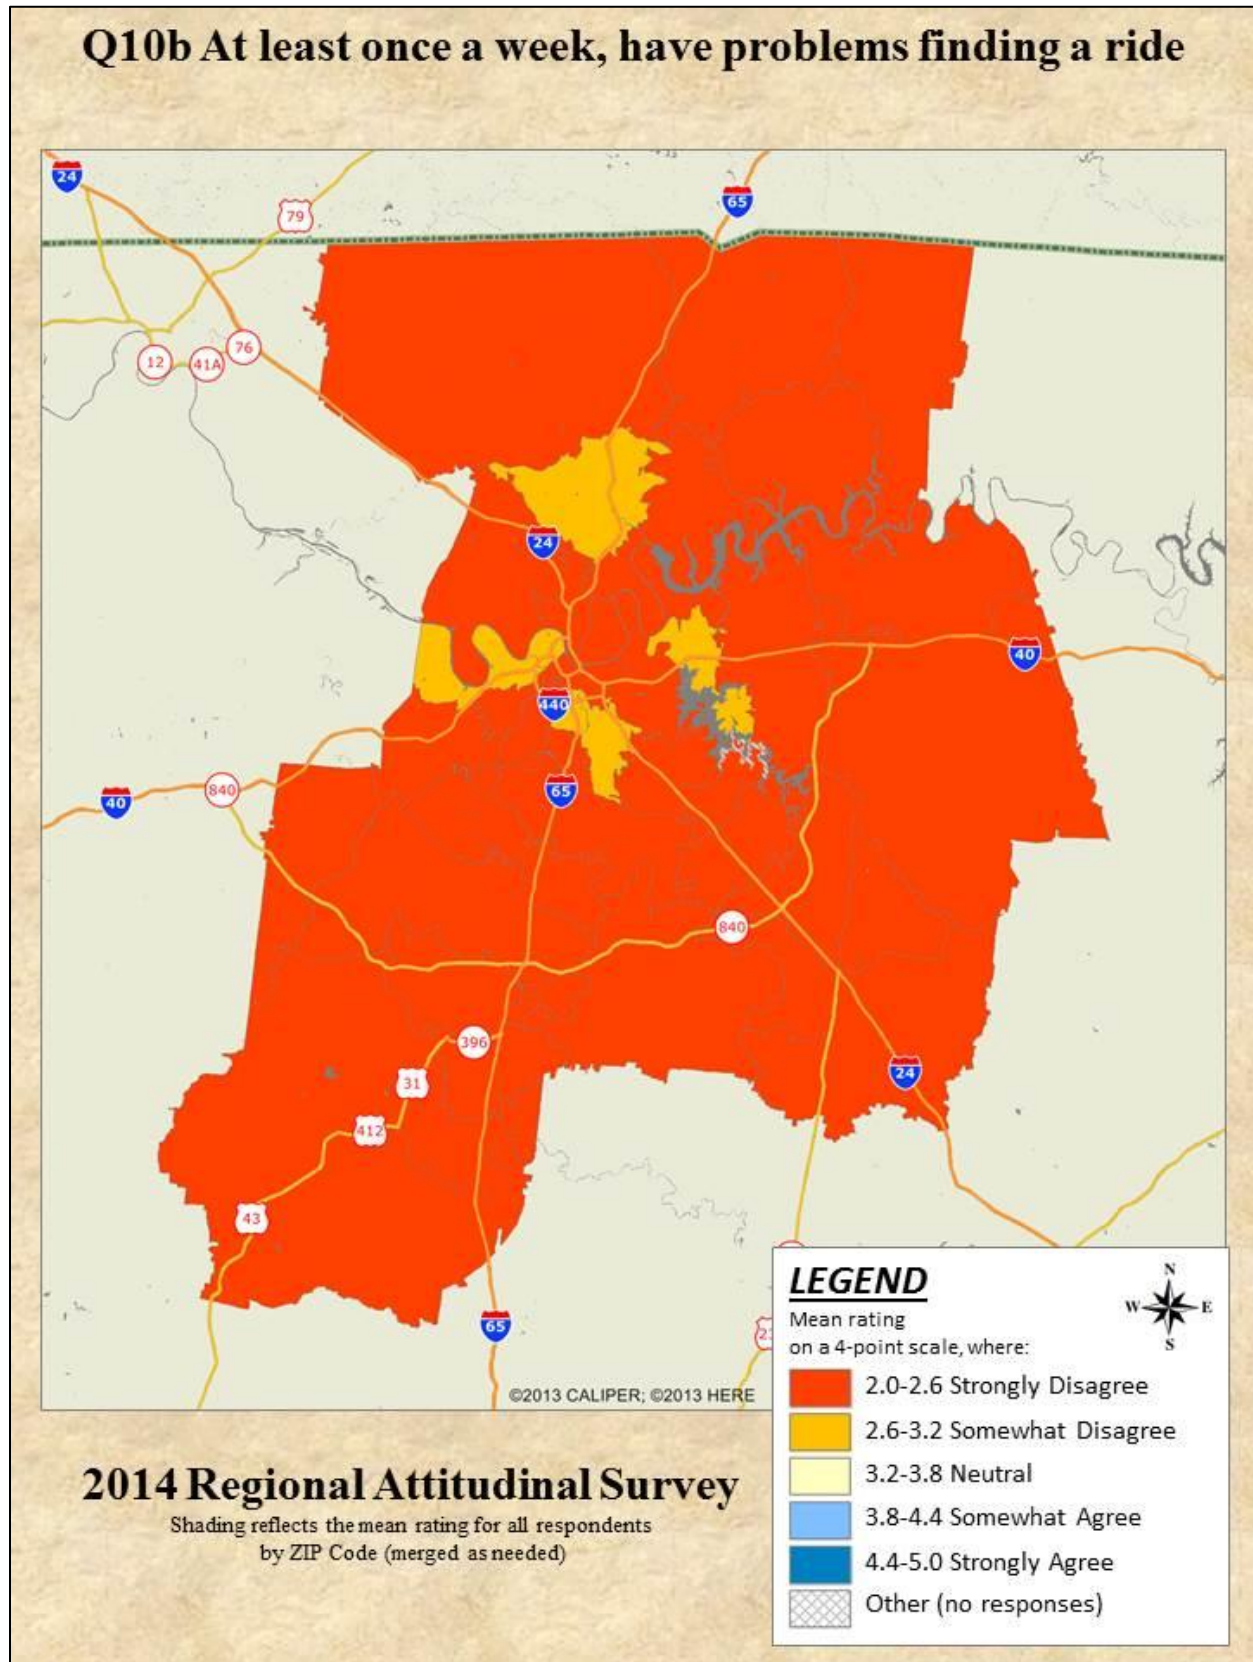 Q10b At least once a week, have problems finding a ride
24
79
65
12
41A
76
24
40
440
840
40
65
840
396
31
24
412
43
65
©2013 CALIPER; ©2013 HERE
LEGEND
Mean rating
on a 4-point scale, where:
N
W E
S
2.0-2.6 Strongly Disagree
2.6-3.2 Somewhat Disagree
3.2-3.8 Neutral
3.8-4.4 Somewhat Agree
4.4-5.0 Strongly Agree
Other (no responses)
2014 Regional Attitudinal Survey
Shading reflects the mean rating for all respondents
by ZIP Code (merged as needed)